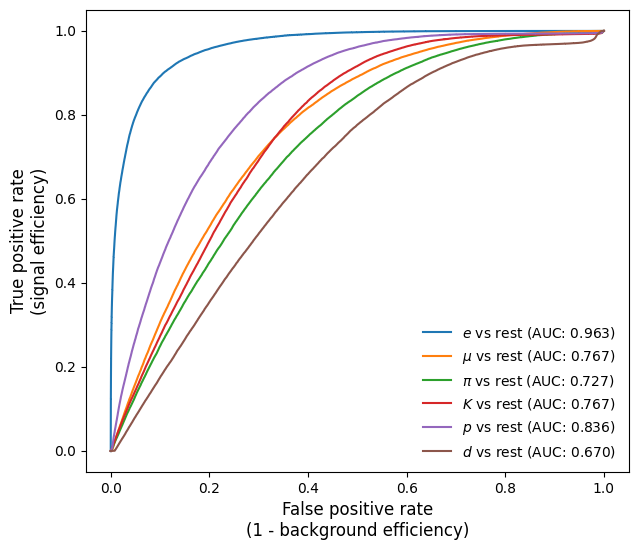 True positive rate
(signal efficiency)
1.0
0.8
0.6
0.4
0.2
0.0
e vs rest (AUC: 0.963)
μ vs rest (AUC: 0.767)
π vs rest (AUC: 0.727)
K vs rest (AUC: 0.767)
p vs rest (AUC: 0.836)
d vs rest (AUC: 0.670)
0.0 0.2 0.4 0.6 0.8 1.0
False positive rate
(1 - background efficiency)